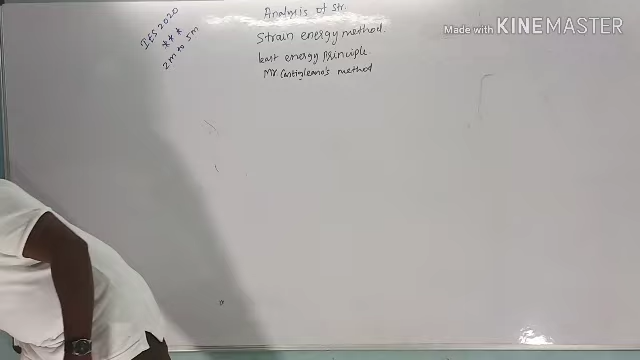 Analysis of Str.
Strain energy method.
least energy principle.
Mr Castigleano's method
IES 2020
***
2m to 5m
Made with KINEMASTER